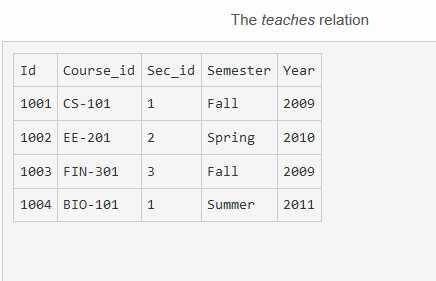 The teaches relation
Id Course_id Sec_id Semester Year
1001 CS-101 1 Fall 2009
1002 EE-201 2 Spring 2010
1003 FIN-301 3 Fall 2009
1004 BIO-101 1 Summer 2011